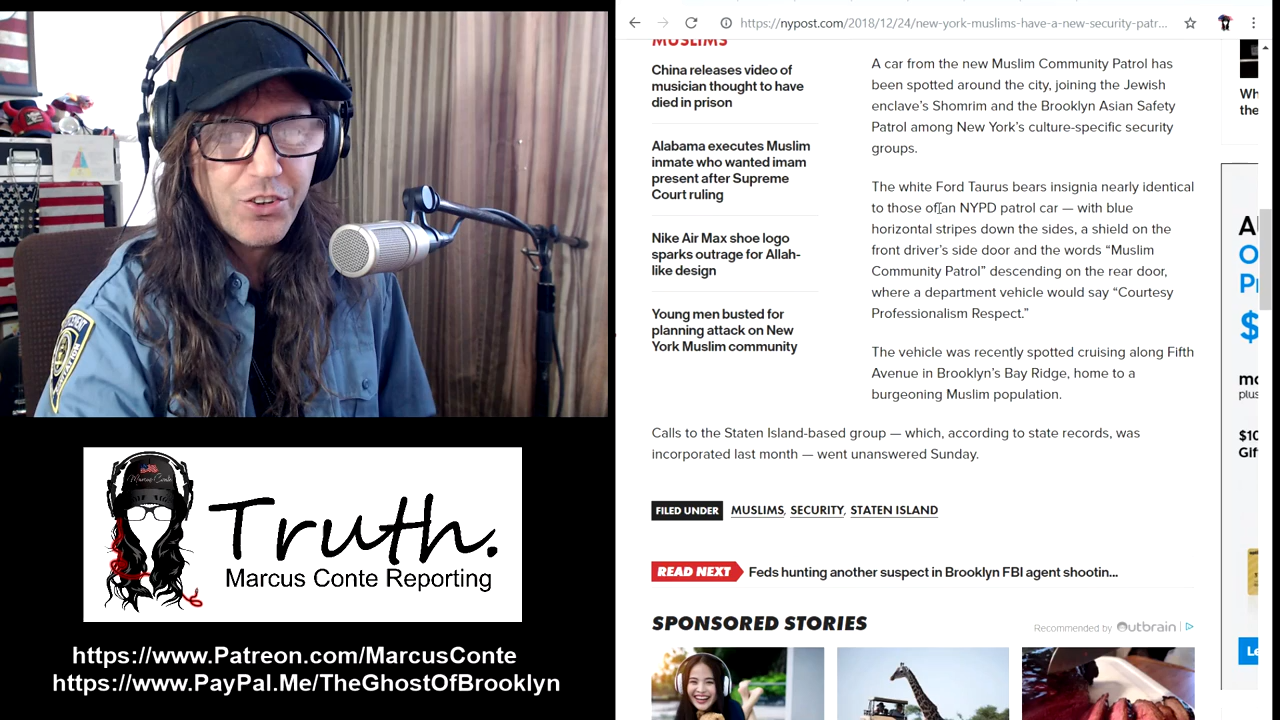 https://nypost.com/2018/12/24/new-york-muslims-have-a-new-security-patr...
MUSLIMS
China releases video of
musician thought to have
died in prison
Alabama executes Muslim
inmate who wanted imam
present after Supreme
Court ruling
Nike Air Max shoe logo
sparks outrage for Allah-
like design
Young men busted for
planning attack on New
York Muslim community
A car from the new Muslim Community Patrol has
been spotted around the city, joining the Jewish
enclave's Shomrim and the Brooklyn Asian Safety
Patrol among New York's culture-specific security
groups.
The white Ford Taurus bears insignia nearly identical
to those of an NYPD patrol car — with blue
horizontal stripes down the sides, a shield on the
front driver's side door and the words “Muslim
Community Patrol” descending on the rear door,
where a department vehicle would say “Courtesy
Professionalism Respect.”
The vehicle was recently spotted cruising along Fifth
Avenue in Brooklyn's Bay Ridge, home to a
burgeoning Muslim population.
Calls to the Staten Island-based group — which, according to state records, was
incorporated last month — went unanswered Sunday.
FILED UNDER MUSLIMS, SECURITY, STATEN ISLAND
READ NEXT Feds hunting another suspect in Brooklyn FBI agent shootin...
SPONSORED STORIES
Recommended by Outbrain
Wh
the
$
plus
$10
Gif
Le
Marcus Conte
Truth.
Marcus Conte Reporting
https://www.Patreon.com/MarcusConte
https://www.PayPal.Me/TheGhostOfBrooklyn